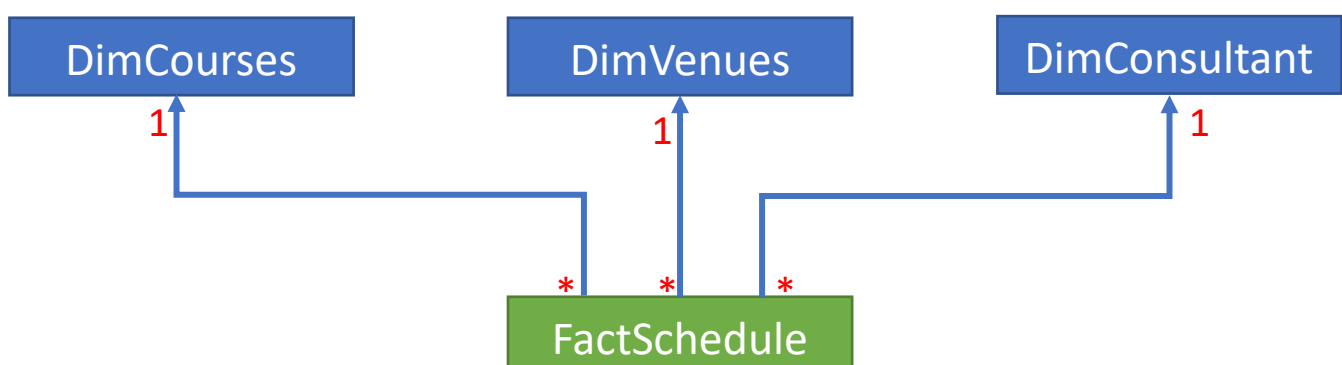 DimCourses
DimVenues
DimConsultant
1
1
1
*
*
*
FactSchedule